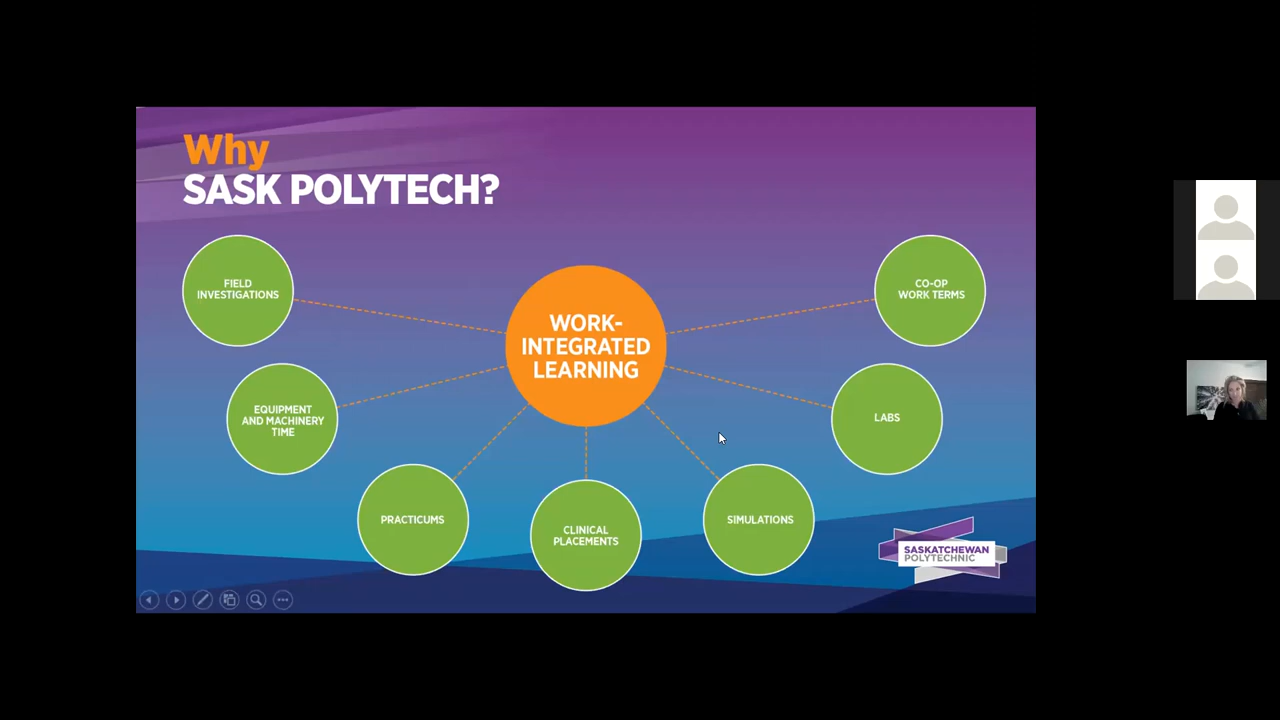 Why
SASK POLYTECH?
FIELD
INVESTIGATIONS
EQUIPMENT
AND MACHINERY
TIME
PRACTICUMS
WORK-
INTEGRATED
LEARNING
CLINICAL
PLACEMENTS
SIMULATIONS
LABS
CO-OP
WORK TERMS
SASKATCHEWAN
POLYTECHNIC